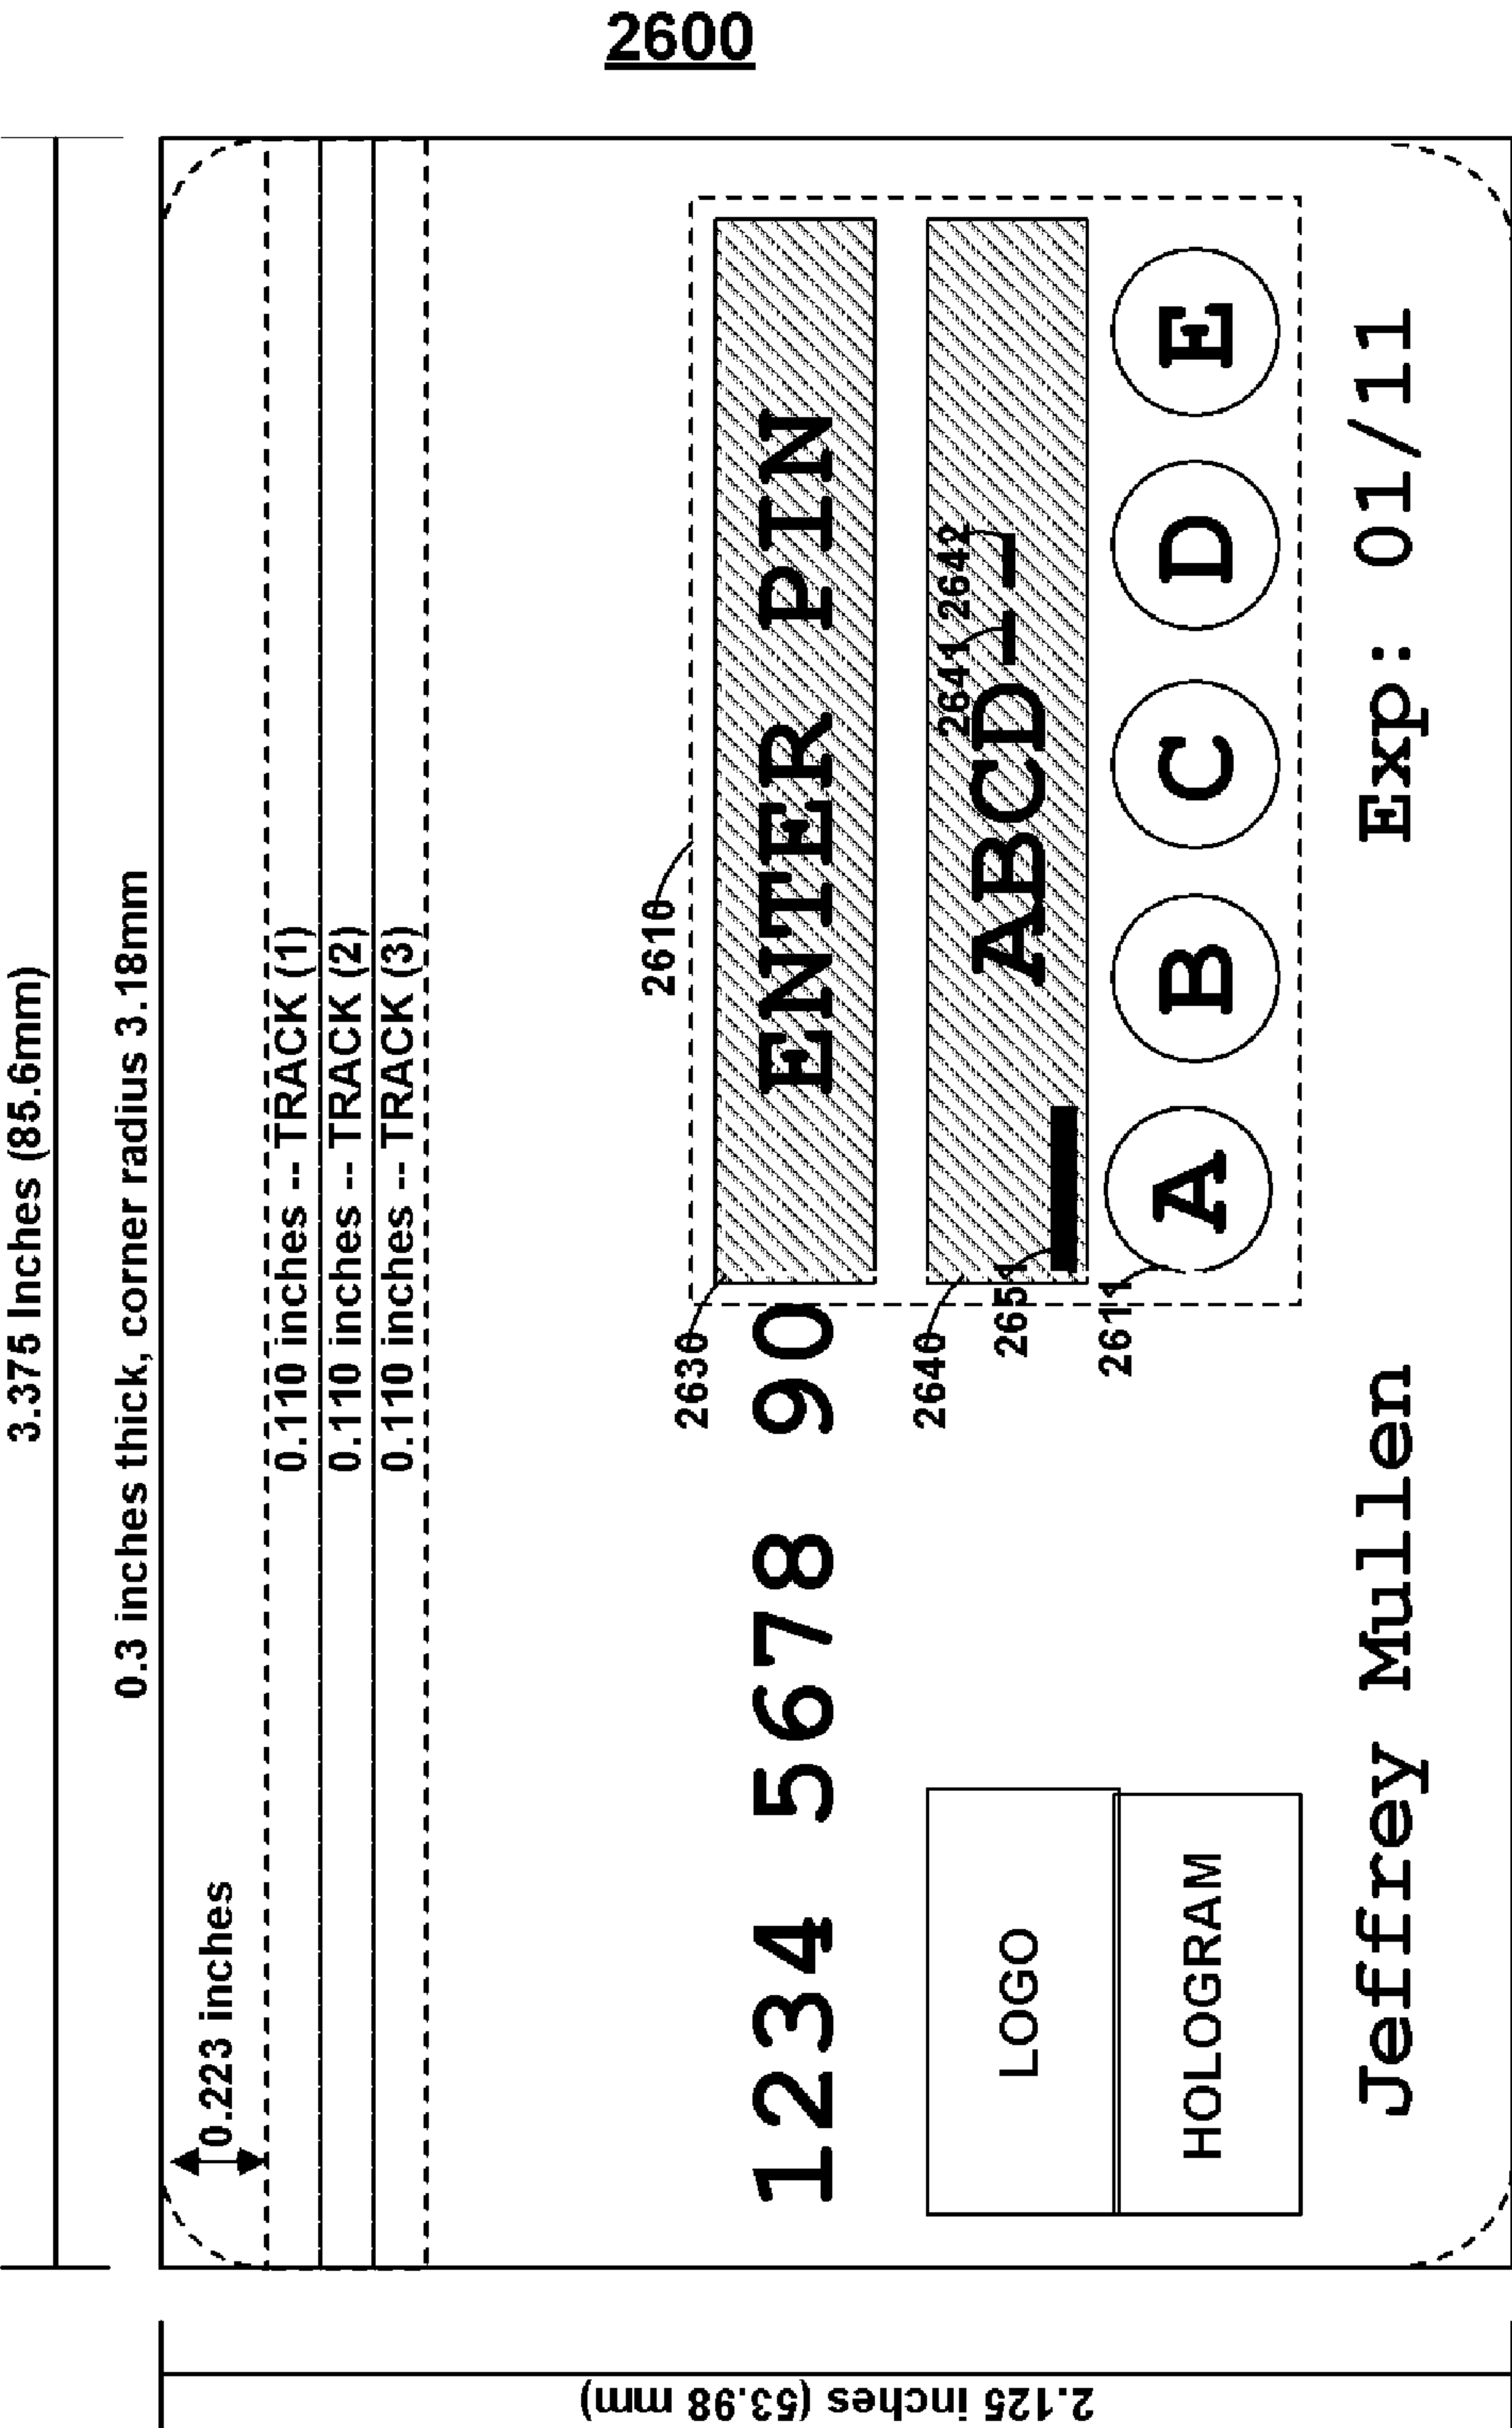 2600
3.375 Inches (85.6mm)
0.3 inches thick, corner radius 3.18mm
0.223 inches
0.110 inches -- TRACK (1)
0.110 inches -- TRACK (2)
0.110 inches -- TRACK (3)
2610
2630
1234 5678 90
ENTER PIN
2640
2641 2642
LOGO
ABCD _ _
2651
2611
HOLOGRAM
A B C D E
Jeffrey Mullen
Exp: 01/11
2.125 inches (53.98 mm)